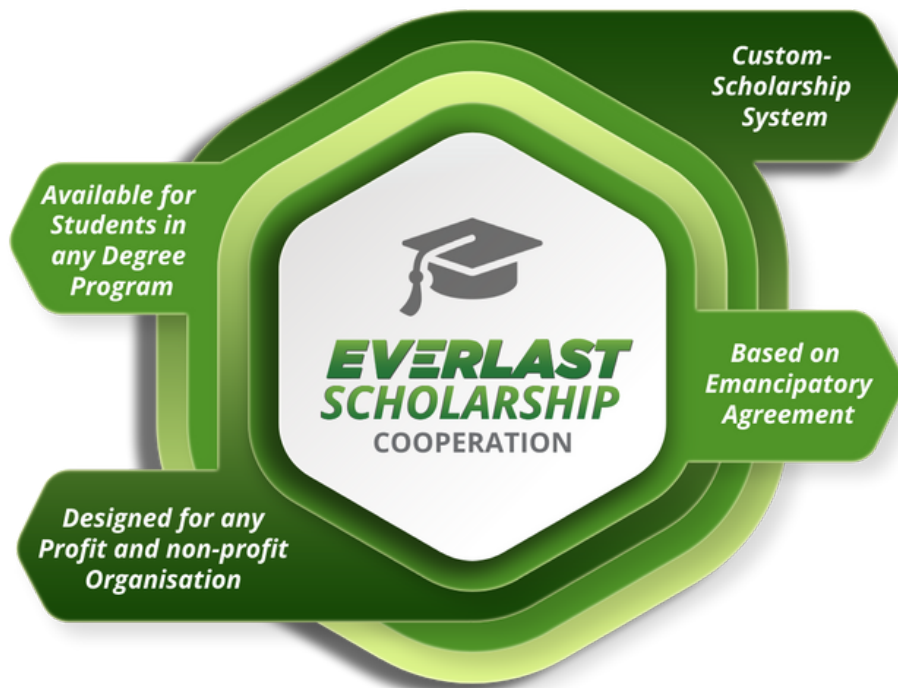 Custom-
Scholarship
System
Available for
Students in
any Degree
Program
EVERLAST
SCHOLARSHIP
COOPERATION
Based on
Emancipatory
Agreement
Designed for any
Profit and non-profit
Organisation